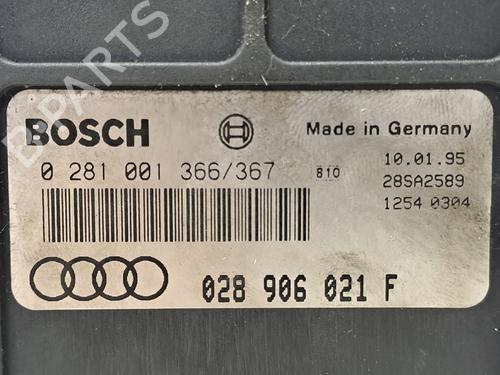 B-PARTS
BOSCH
Made in Germany
0 281 001 366/367
810
10.01.95
28SA2589
1254 0304
028 906 021 F